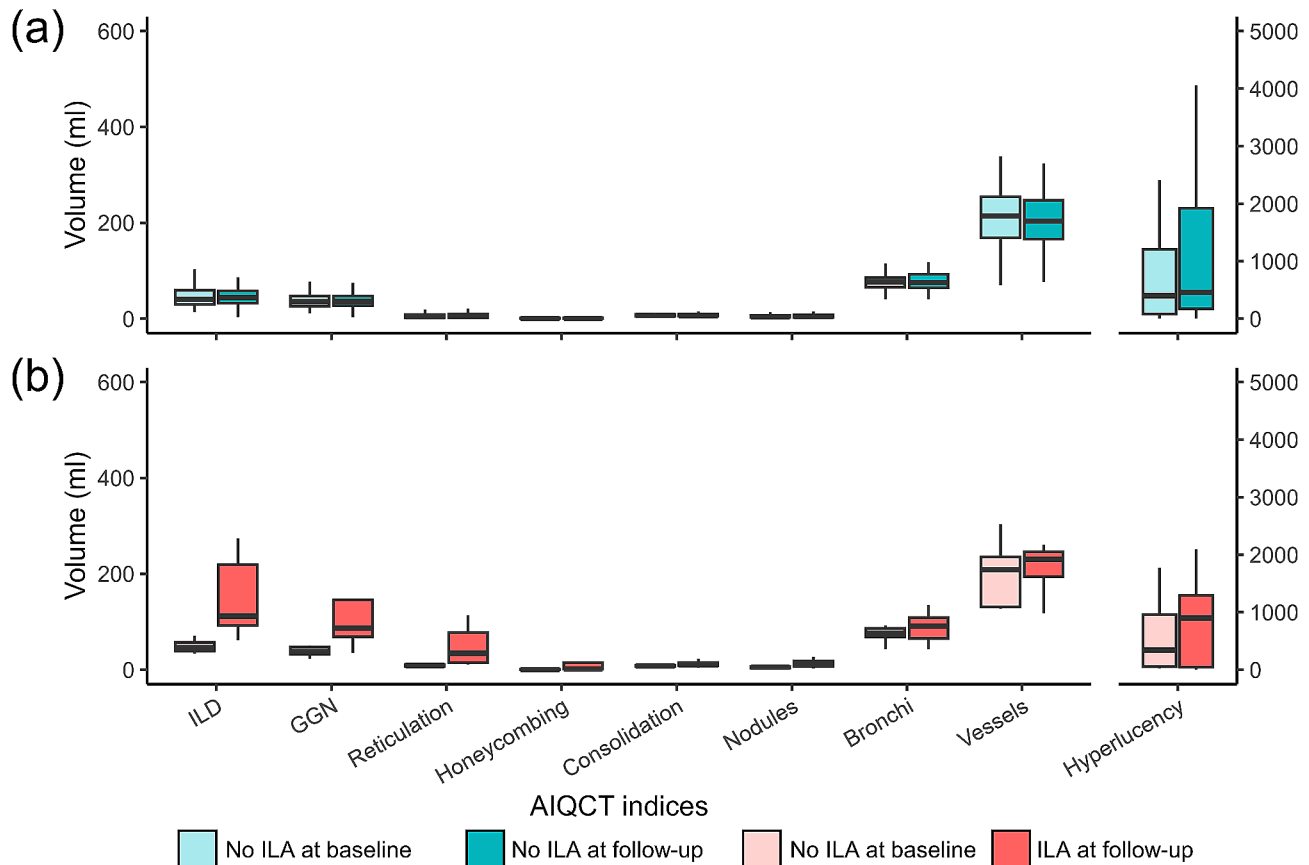 (a)
Volume (ml)
600
400
200
0
5000
4000
3000
2000
1000
0
(b)
Volume (ml)
600
400
200
0
5000
4000
3000
2000
1000
0
ILD
GGN
Reticulation
Honeycombing
Consolidation
Nodules
Bronchi
Vessels
Hyperlucency
AIQCT indices
No ILA at baseline No ILA at follow-up No ILA at baseline ILA at follow-up